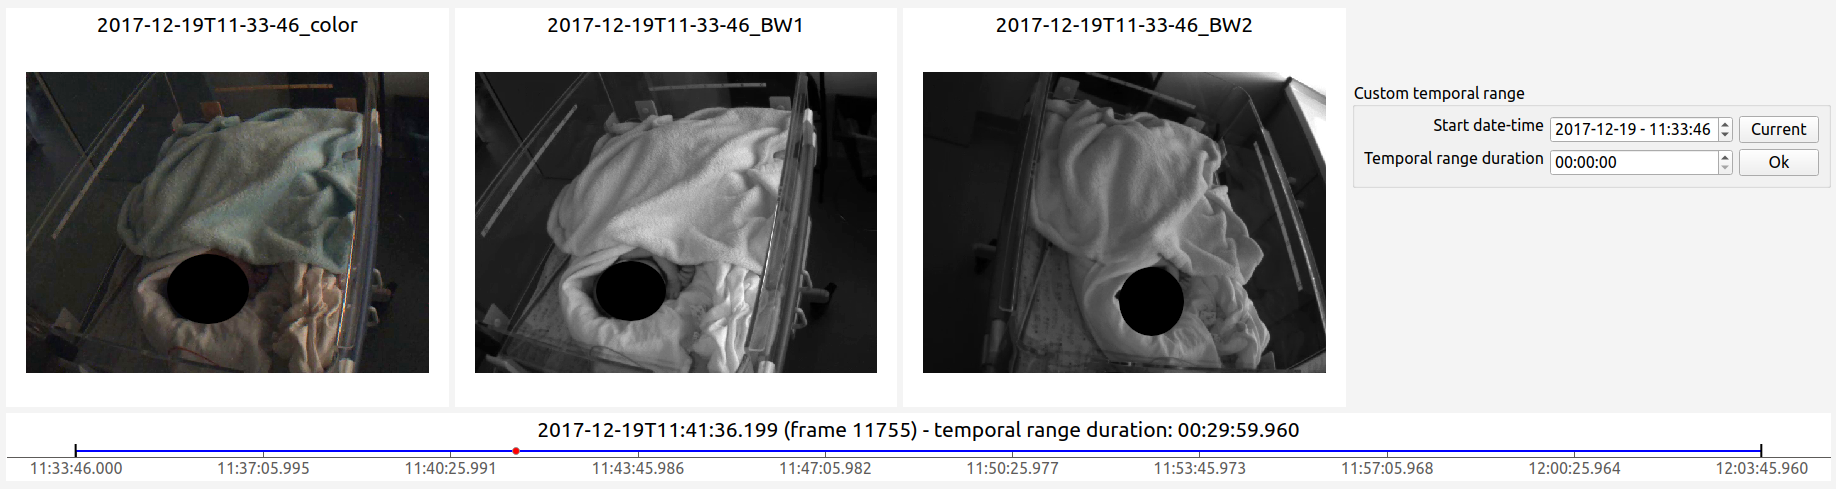 2017-12-19T11-33-46_color
2017-12-19T11-33-46_BW1
2017-12-19T11-33-46_BW2
Custom temporal range
Start date-time 2017-12-19 - 11:33:46 Current
Temporal range duration 00:00:00 Ok
2017-12-19T11:41:36.199 (frame 11755) - temporal range duration: 00:29:59.960
11:33:46.000 11:37:05.995 11:40:25.991 11:43:45.986 11:47:05.982 11:50:25.977 11:53:45.973 11:57:05.968 12:00:25.964 12:03:45.960